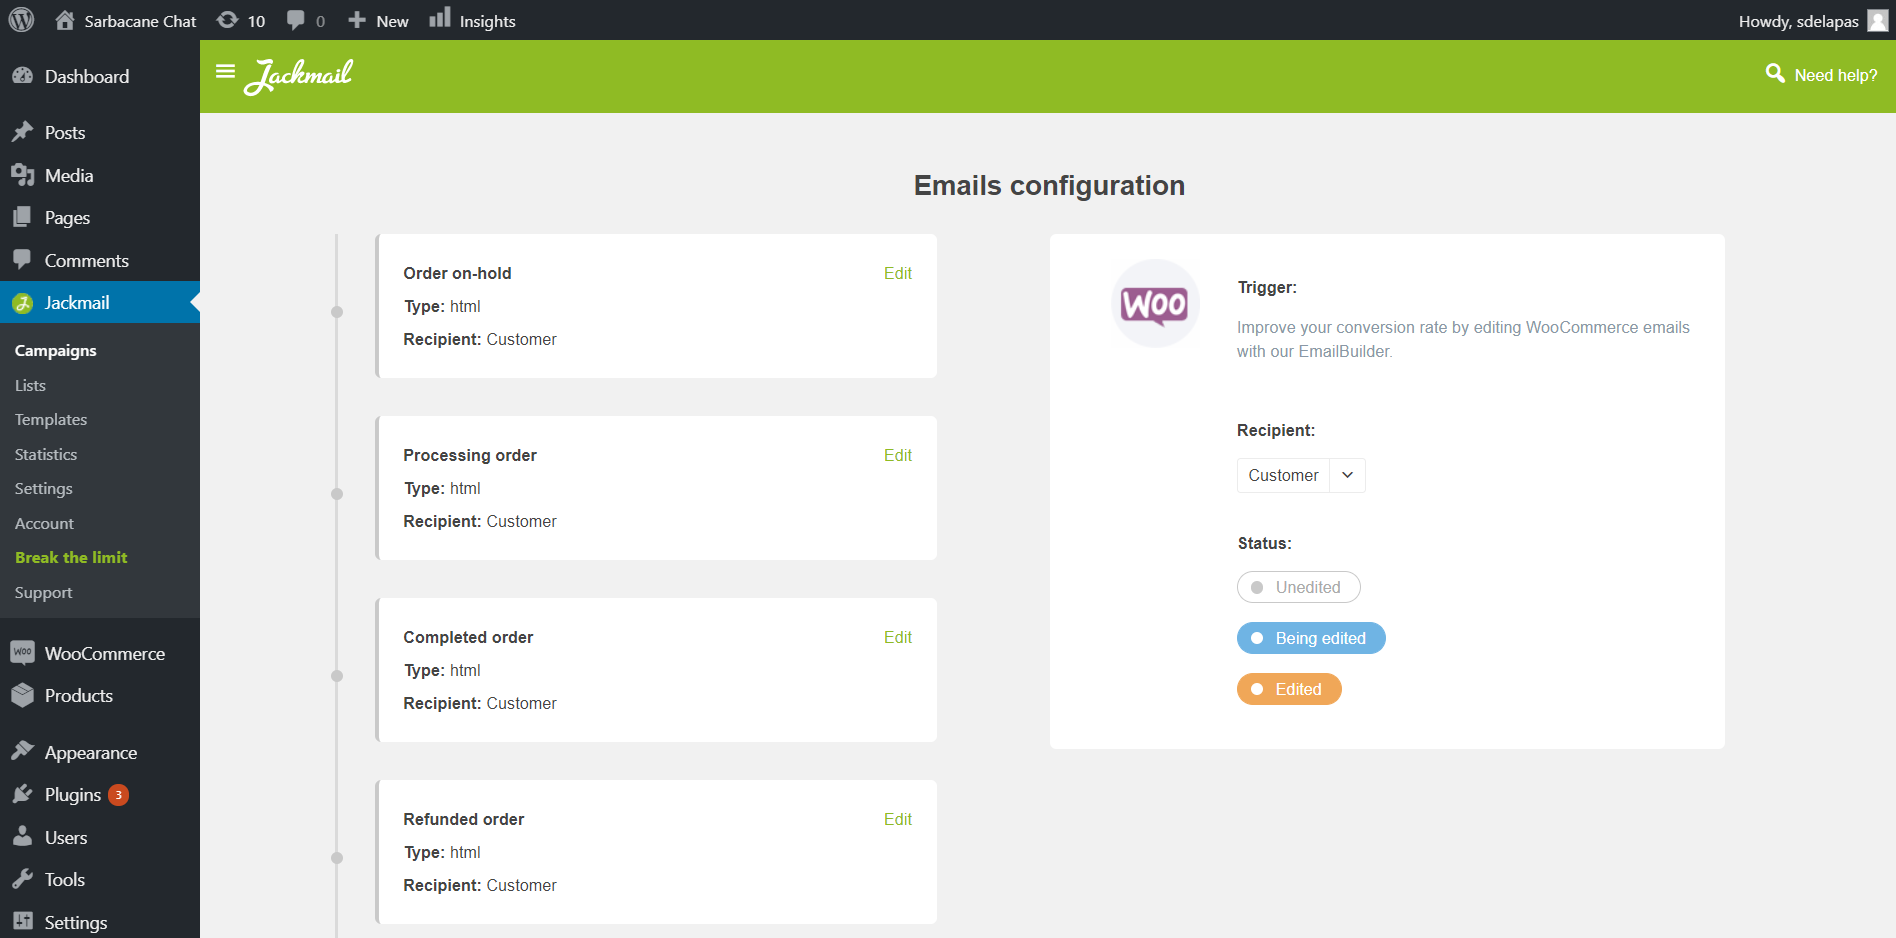 Sarbacane Chat
10
0
New
Insights
Howdy, sdelapas
Dashboard
Posts
Media
Pages
Comments
Jackmail
Campaigns
Lists
Templates
Statistics
Settings
Account
Break the limit
Support
WooCommerce
Products
Appearance
Plugins 3
Users
Tools
Settings
Jackmail
Need help?
Emails configuration
Order on-hold
Edit
Type: html
Recipient: Customer
Processing order
Edit
Type: html
Recipient: Customer
Completed order
Edit
Type: html
Recipient: Customer
Refunded order
Edit
Type: html
Recipient: Customer
WOO
Trigger:
Improve your conversion rate by editing WooCommerce emails
with our EmailBuilder.
Recipient:
Customer
Status:
Unedited
Being edited
Edited